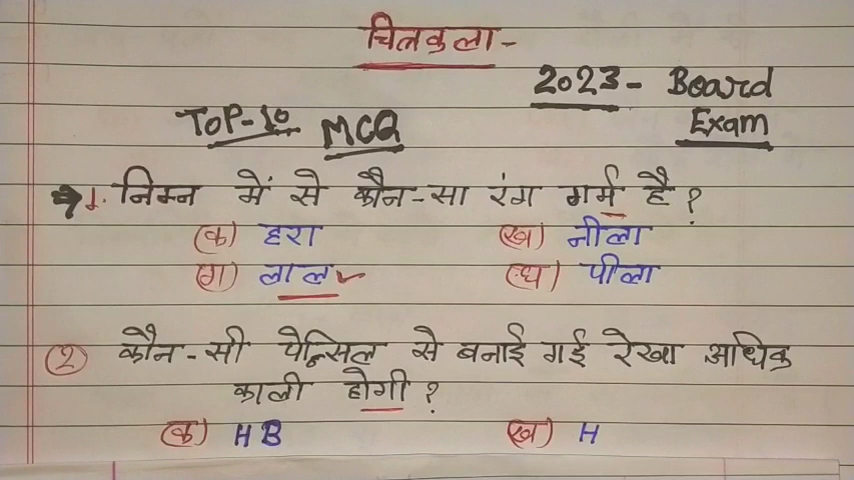 चित्रकला-
2023- Board
Exam
TOP-10 MCQ
1. निम्न में से कौन-सा रंग गर्म है?
(क) हरा (ख) नीला
(ग) लाल ✓ (घ) पीला
(2) कौन-सी पेन्सिल से बनाई गई रेखा अधिक
काली होगी?
(क) HB (ख) H